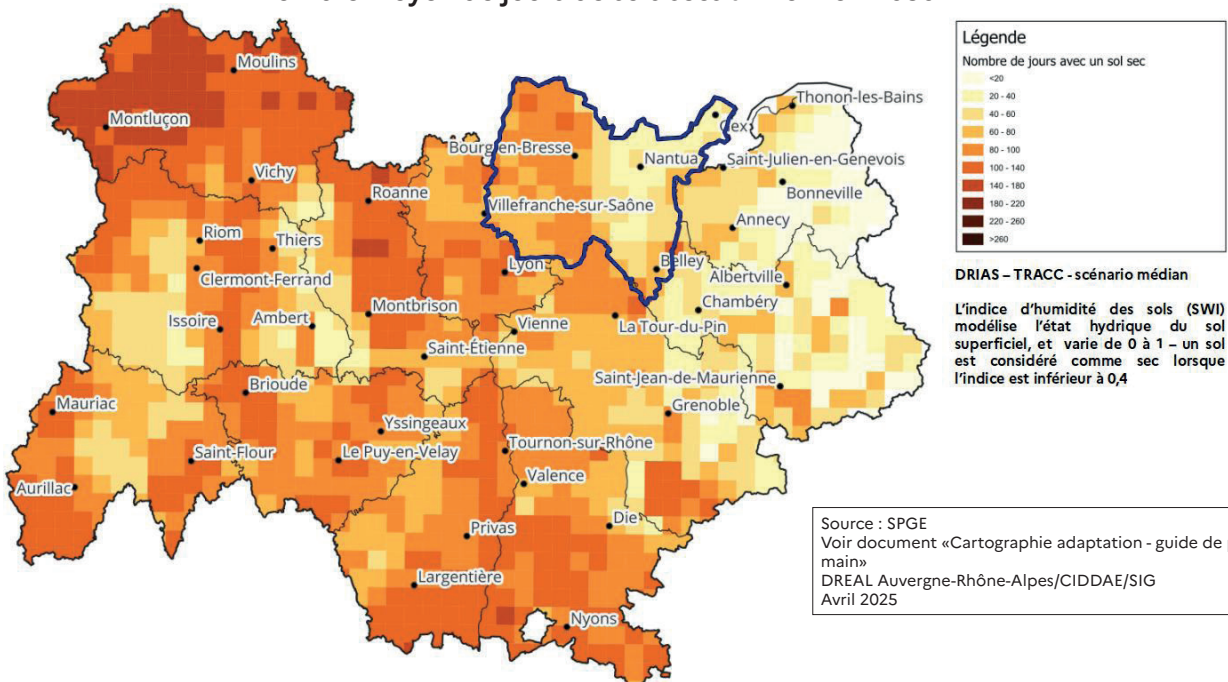 Légende
Nombre de jours avec un sol sec
<20
20 - 40
40 - 60
60 - 80
80 - 100
100 - 140
140 - 180
180 - 220
220 - 260
>260
DRIAS – TRACC - scénario médian
L'indice d'humidité des sols (SWI)
modélise l'état hydrique du sol
superficiel, et varie de 0 à 1 – un sol
est considéré comme sec lorsque
l'indice est inférieur à 0,4
Moulins
Montluçon
Vichy
Roanne
Bourg-en-Bresse
Nantua
Gex
Thonon-les-Bains
Saint-Julien-en-Genevois
Bonneville
Villefranche-sur-Saône
Annecy
Riom
Thiers
Clermont-Ferrand
Lyon
Belley
Albertville
Chambéry
Issoire
Ambert
Montbrison
Vienne
La Tour-du-Pin
Saint-Étienne
Saint-Jean-de-Maurienne
Brioude
Grenoble
Mauriac
Yssingeaux
Saint-Flour
Le Puy-en-Velay
Tournon-sur-Rhône
Valence
Aurillac
Privas
Die
Largentière
Nyons
Source : SPGE
Voir document «Cartographie adaptation - guide de
main»
DREAL Auvergne-Rhône-Alpes/CIDDAE/SIG
Avril 2025